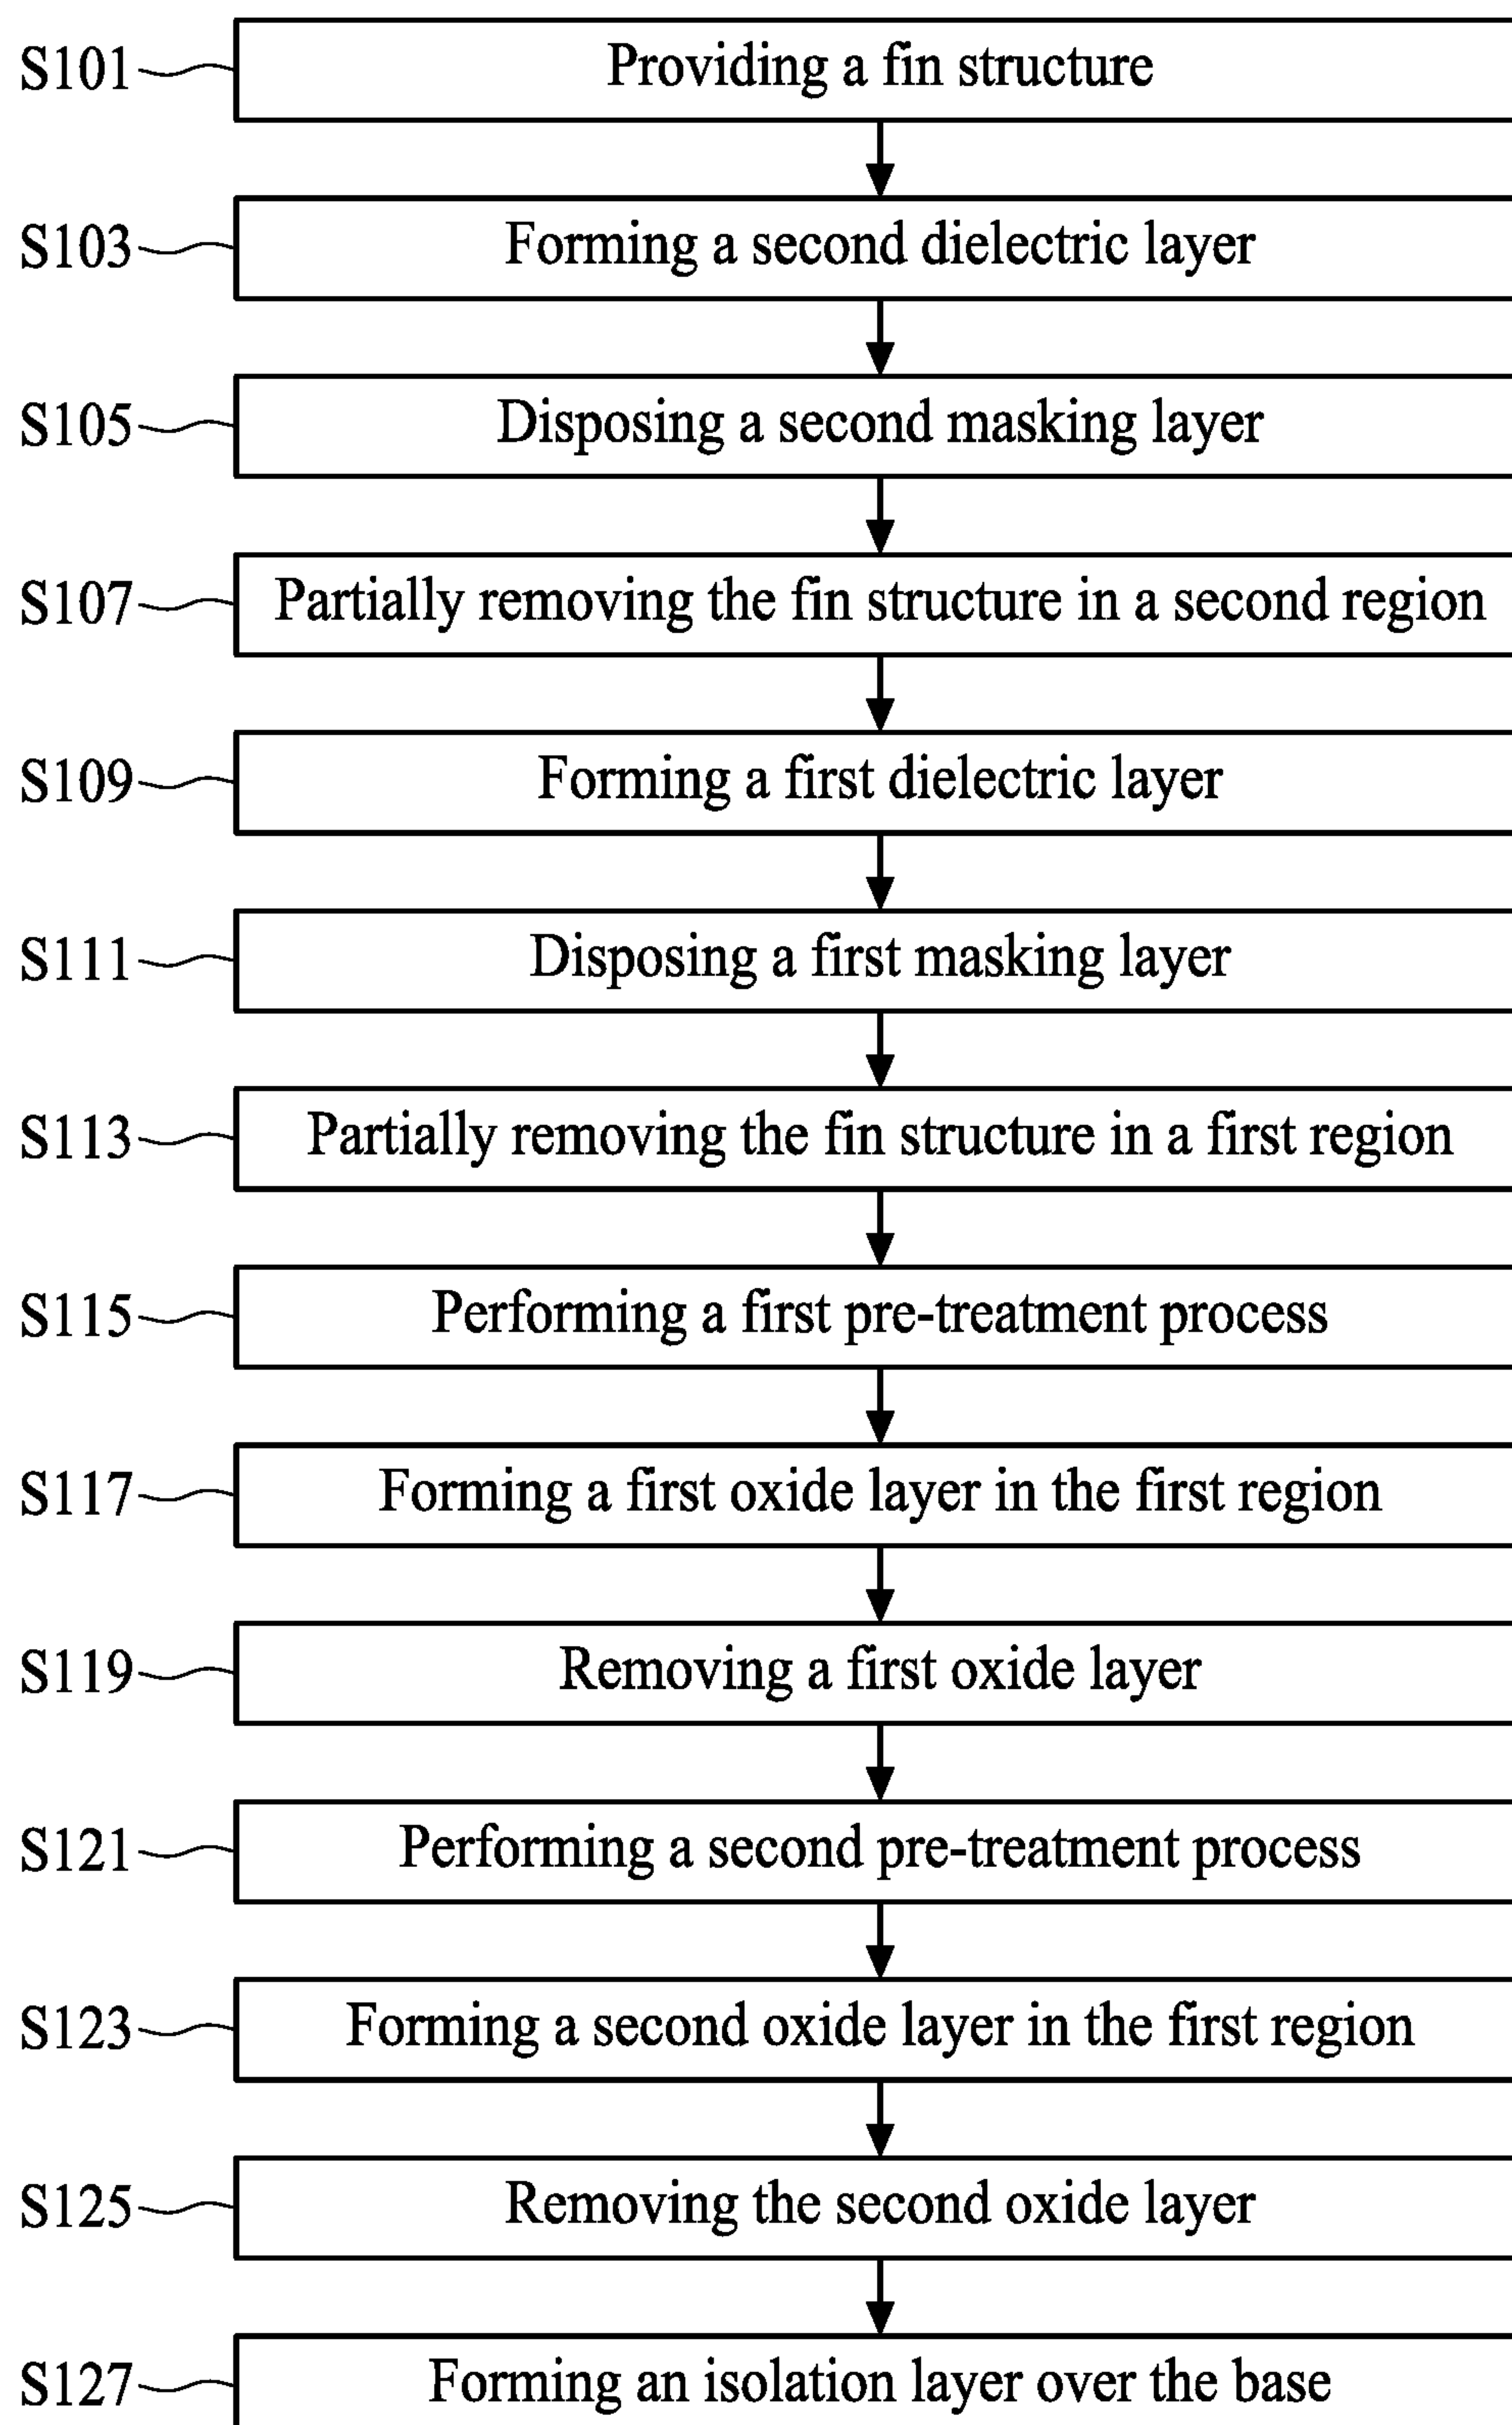 S101 Providing a fin structure
S103 Forming a second dielectric layer
S105 Disposing a second masking layer
S107 Partially removing the fin structure in a second region
S109 Forming a first dielectric layer
S111 Disposing a first masking layer
S113 Partially removing the fin structure in a first region
S115 Performing a first pre-treatment process
S117 Forming a first oxide layer in the first region
S119 Removing a first oxide layer
S121 Performing a second pre-treatment process
S123 Forming a second oxide layer in the first region
S125 Removing the second oxide layer
S127 Forming an isolation layer over the base